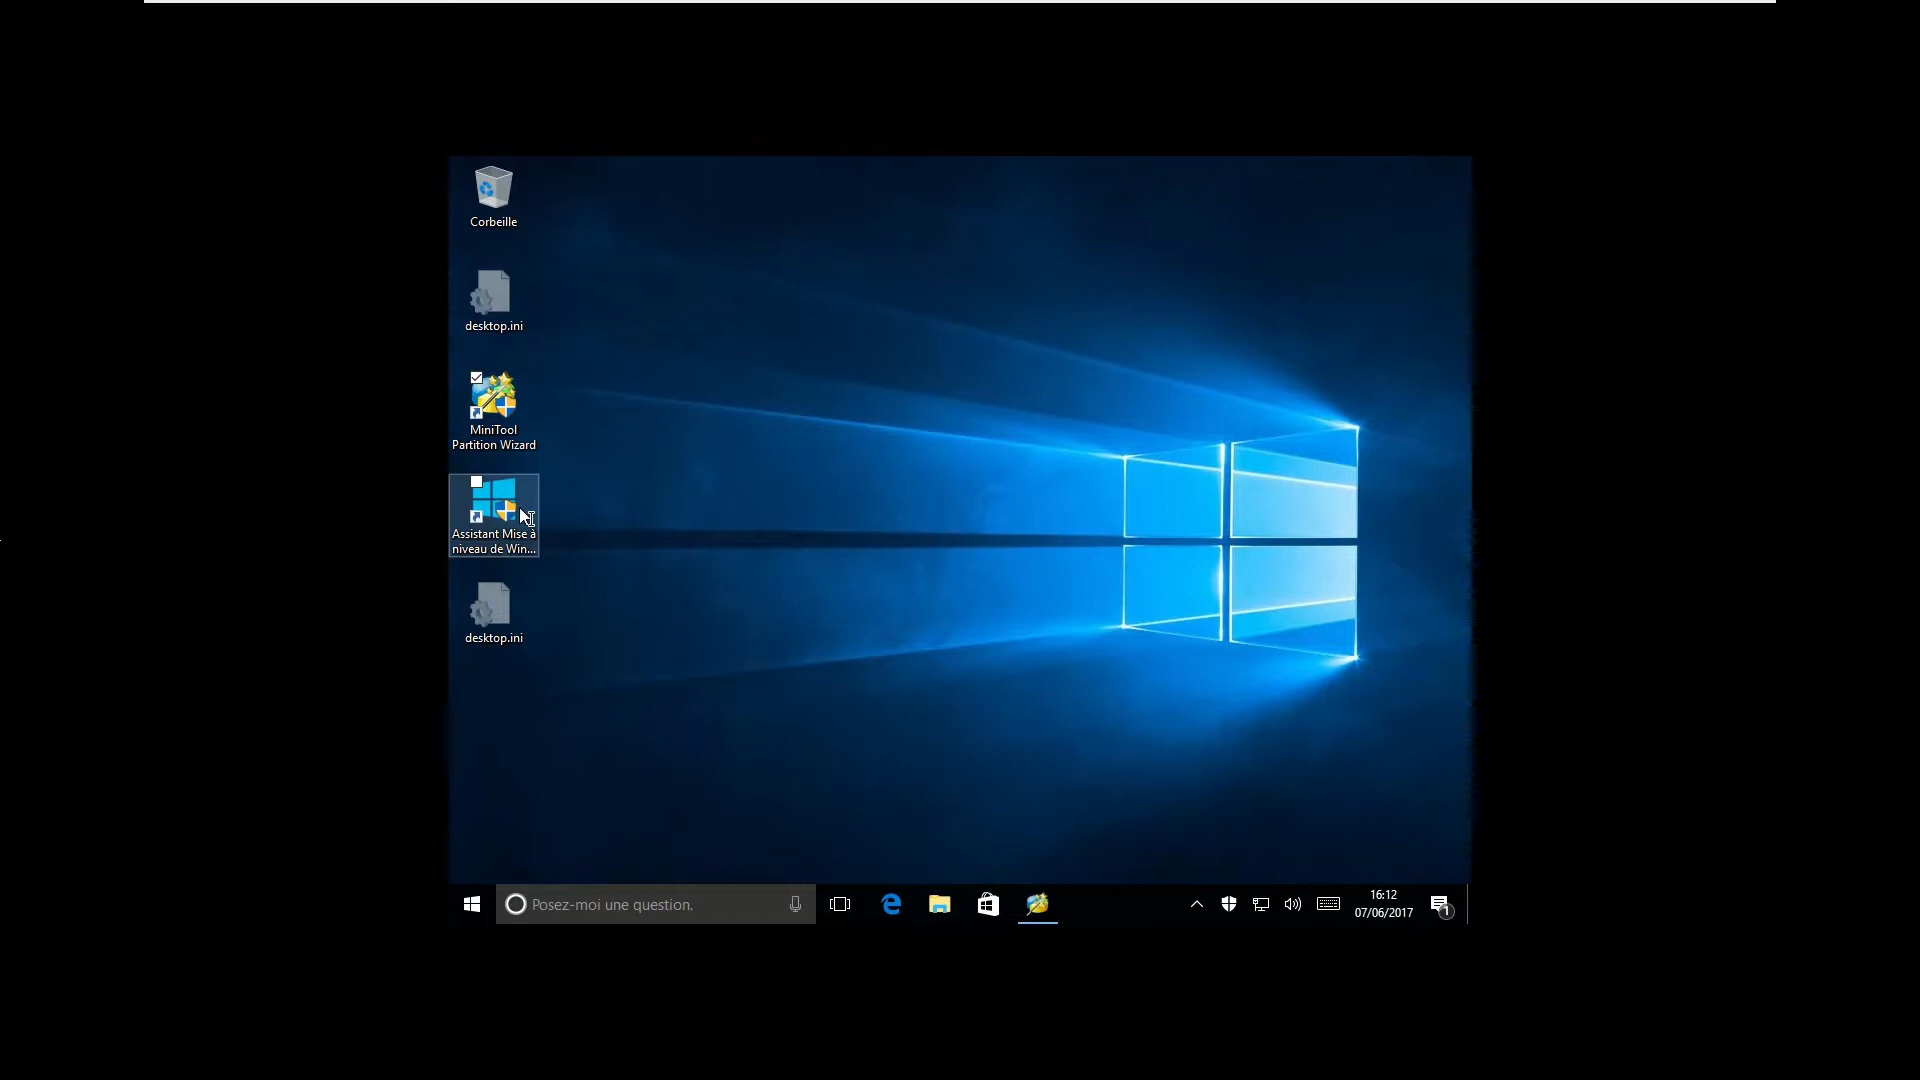 Corbeille
desktop.ini
MiniTool
Partition Wizard
Assistant Mise à
niveau de Win...
desktop.ini
Posez-moi une question.
16:12
07/06/2017
1